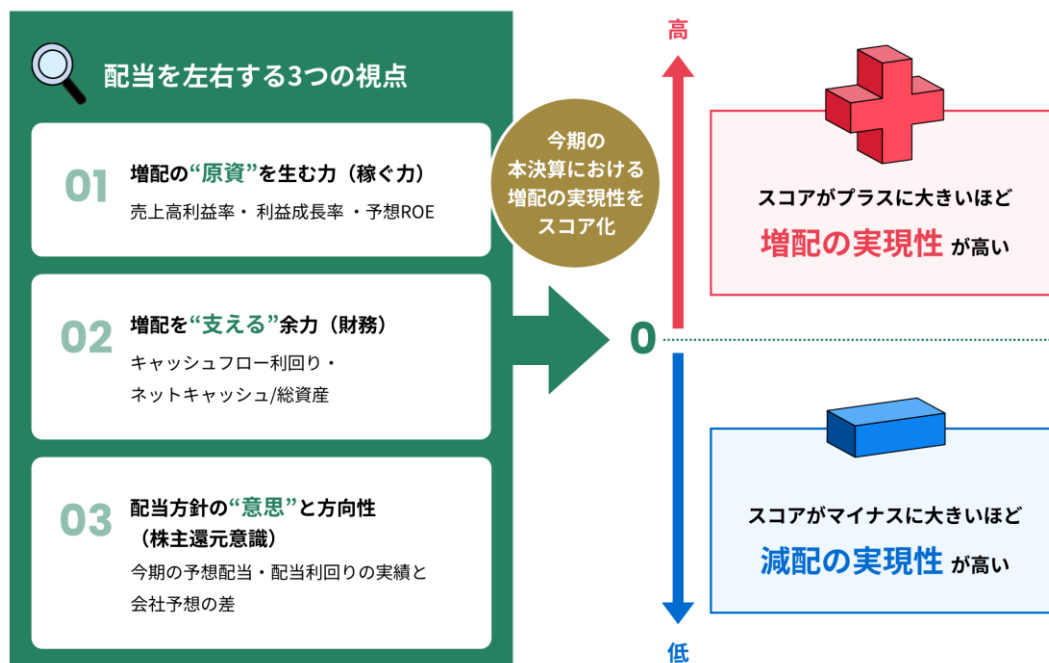 配当を左右する3つの視点
01
増配の“原資”を生む力（稼ぐ力）
売上高利益率・ 利益成長率 ・予想ROE
02
増配を“支える”余力（財務）
キャッシュフロー利回り・
ネットキャッシュ/総資産
03
配当方針の“意思”と方向性
（株主還元意識）
今期の予想配当・配当利回りの実績と
会社予想の差
今期の
本決算における
増配の実現性を
スコア化
高
0
低
スコアがプラスに大きいほど
増配の実現性 が高い
スコアがマイナスに大きいほど
減配の実現性 が高い